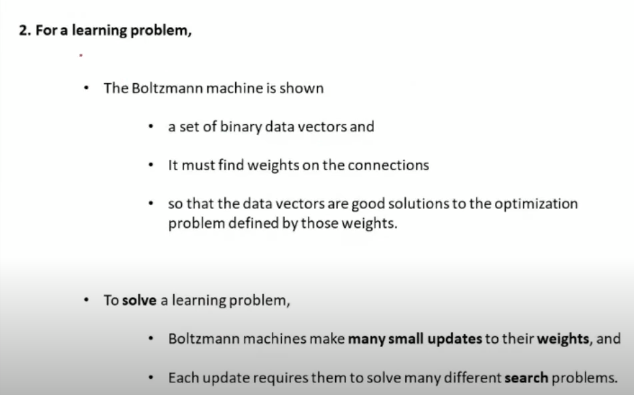 2. For a learning problem,
• The Boltzmann machine is shown
• a set of binary data vectors and
• It must find weights on the connections
• so that the data vectors are good solutions to the optimization
problem defined by those weights.
• To solve a learning problem,
• Boltzmann machines make many small updates to their weights, and
• Each update requires them to solve many different search problems.